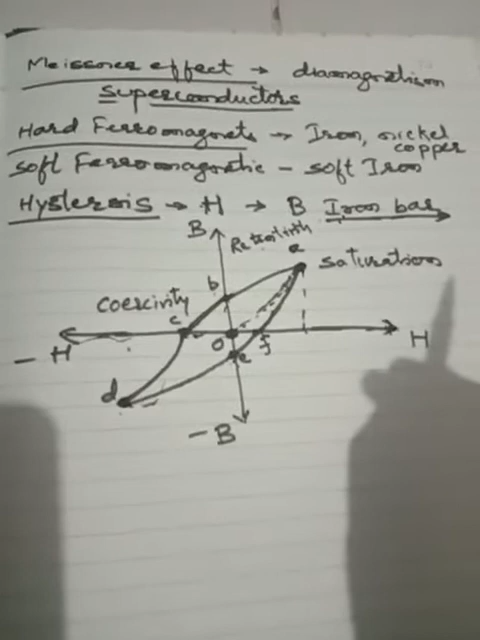 Meissner effect → diamagnetism
Superconductors
Hard Ferromagnets → Iron, nickel
copper
soft Ferromagnetic - soft Iron
Hysteresis → H → B Iron bar
B
Retentivity
a
saturation
b
coercivity
c
- H
O
f
H
e
d
- B